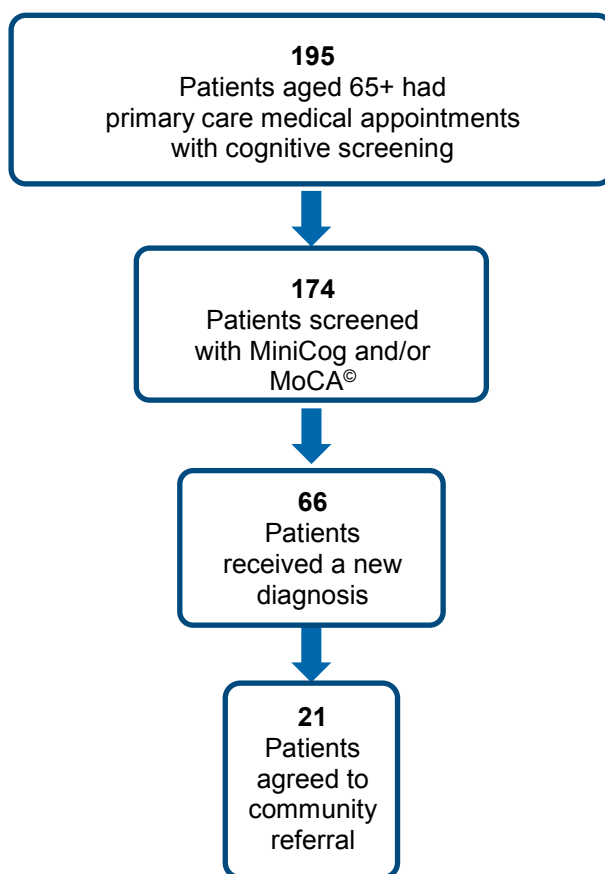 195
Patients aged 65+ had
primary care medical appointments
with cognitive screening
174
Patients screened
with MiniCog and/or
MoCA©
66
Patients
received a new
diagnosis
21
Patients
agreed to
community
referral